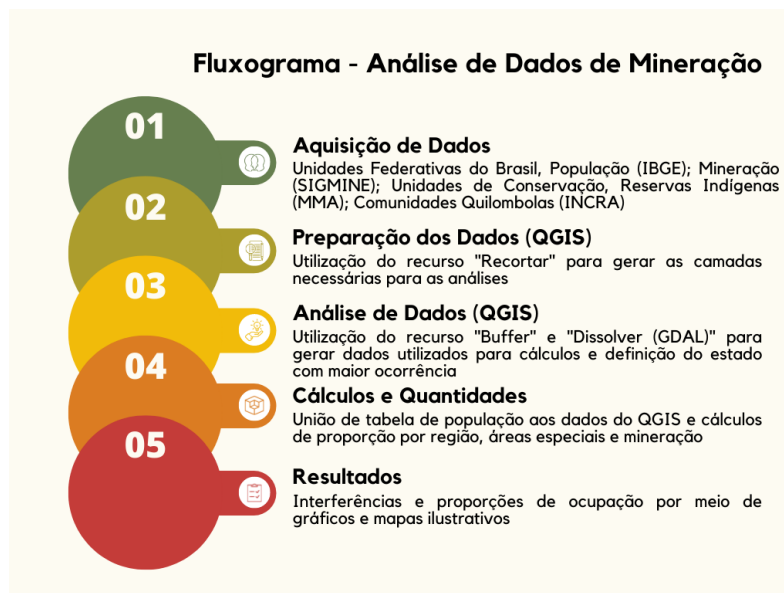 Fluxograma - Análise de Dados de Mineração
01
Aquisição de Dados
Unidades Federativas do Brasil, População (IBGE); Mineração
(SIGMINE); Unidades de Conservação, Reservas Indígenas
(MMA); Comunidades Quilombolas (INCRA)
02
Preparação dos Dados (QGIS)
Utilização do recurso "Recortar" para gerar as camadas
necessárias para as análises
03
Análise de Dados (QGIS)
Utilização do recurso "Buffer" e "Dissolver (GDAL)" para
gerar dados utilizados para cálculos e definição do estado
com maior ocorrência
04
Cálculos e Quantidades
União de tabela de população aos dados do QGIS e cálculos
de proporção por região, áreas especiais e mineração
05
Resultados
Interferências e proporções de ocupação por meio de
gráficos e mapas ilustrativos